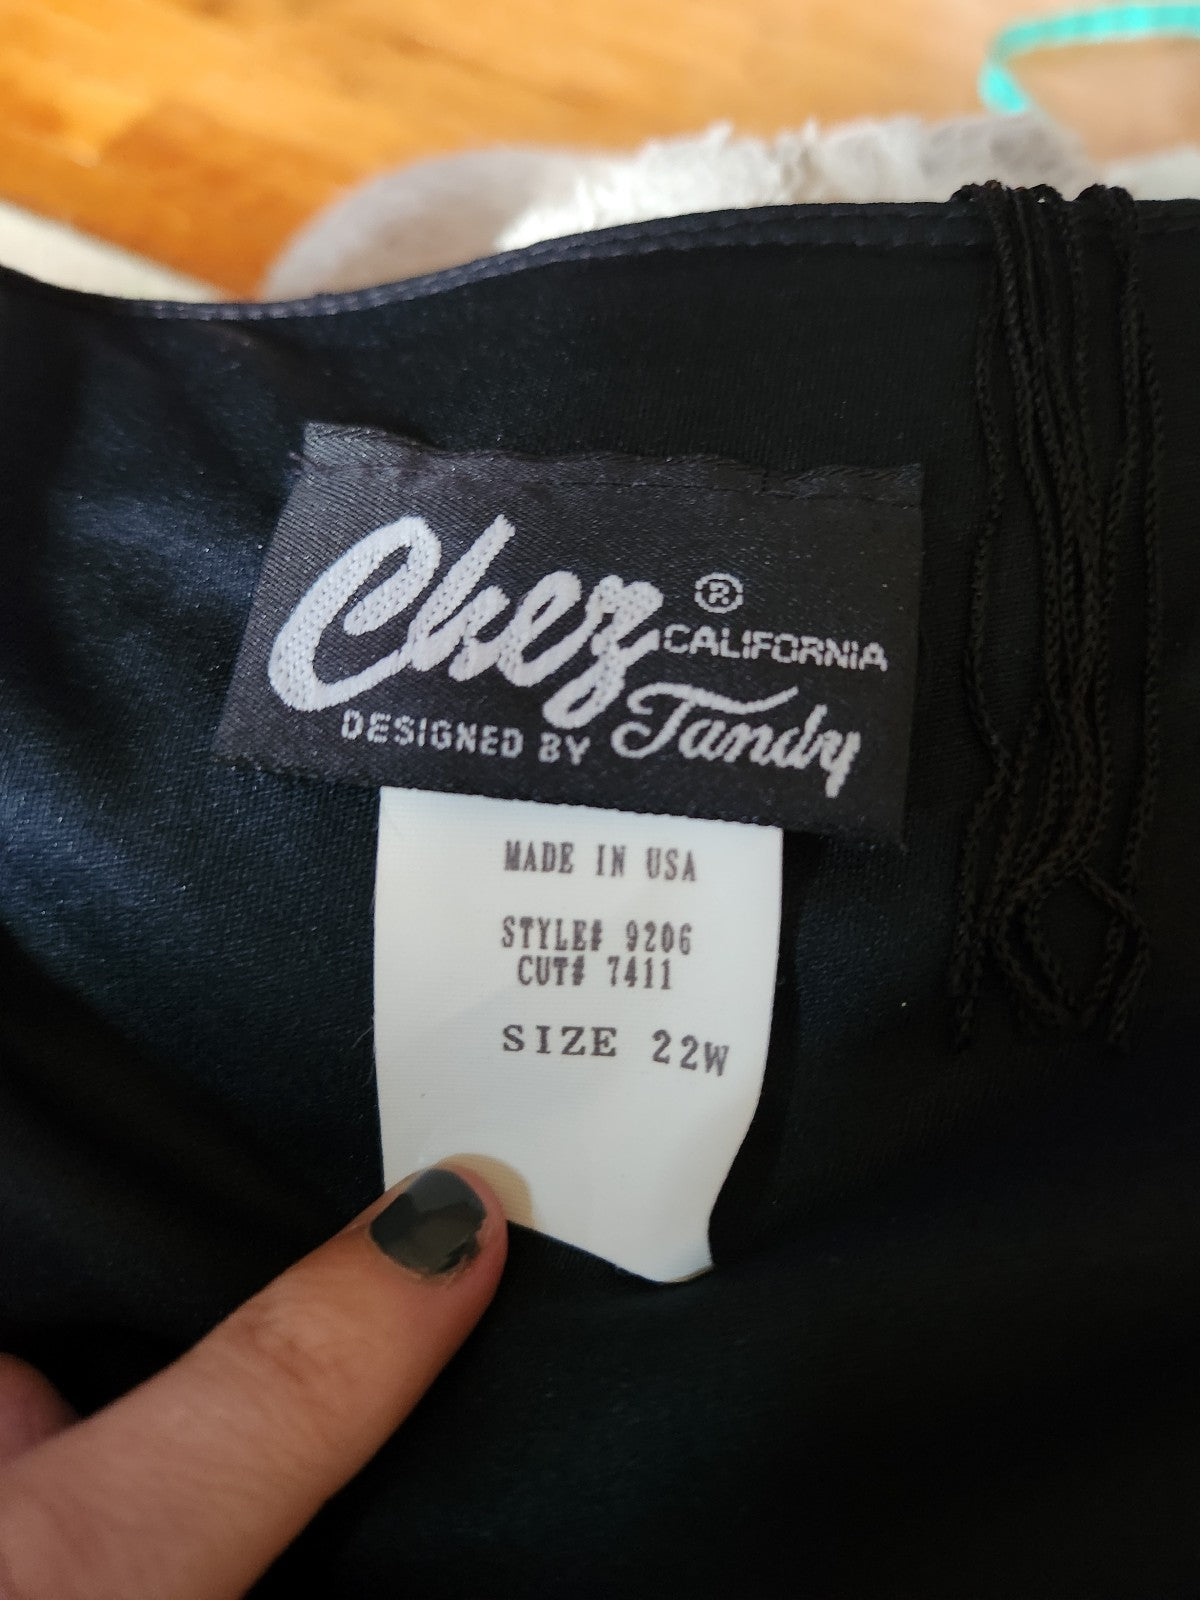 Chez ®
CALIFORNIA
DESIGNED BY Tandy
MADE IN USA
STYLE# 9206
CUT# 7411
SIZE 22W